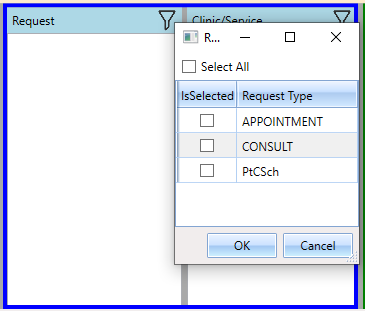 Request
Clinic/Service
R...
Select All
IsSelected Request Type
APPOINTMENT
CONSULT
PtCSch
OK Cancel